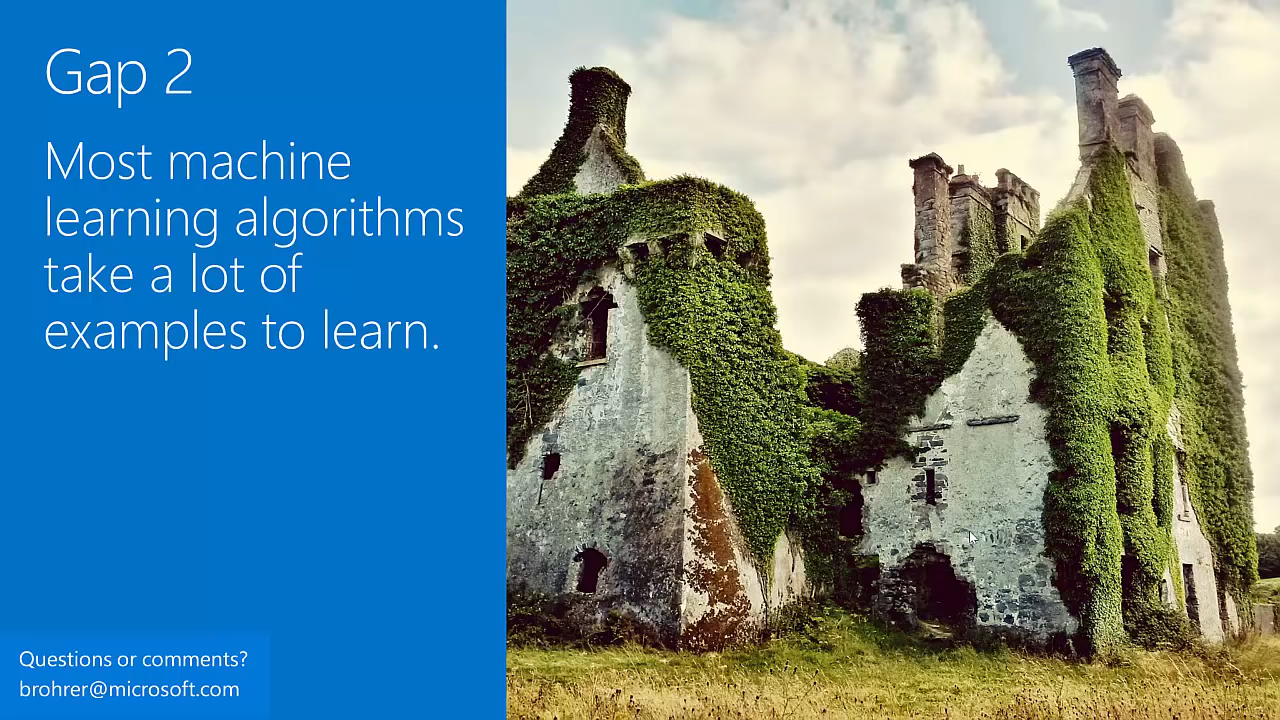 Gap 2
Most machine
learning algorithms
take a lot of
examples to learn.
Questions or comments?
brohrer@microsoft.com